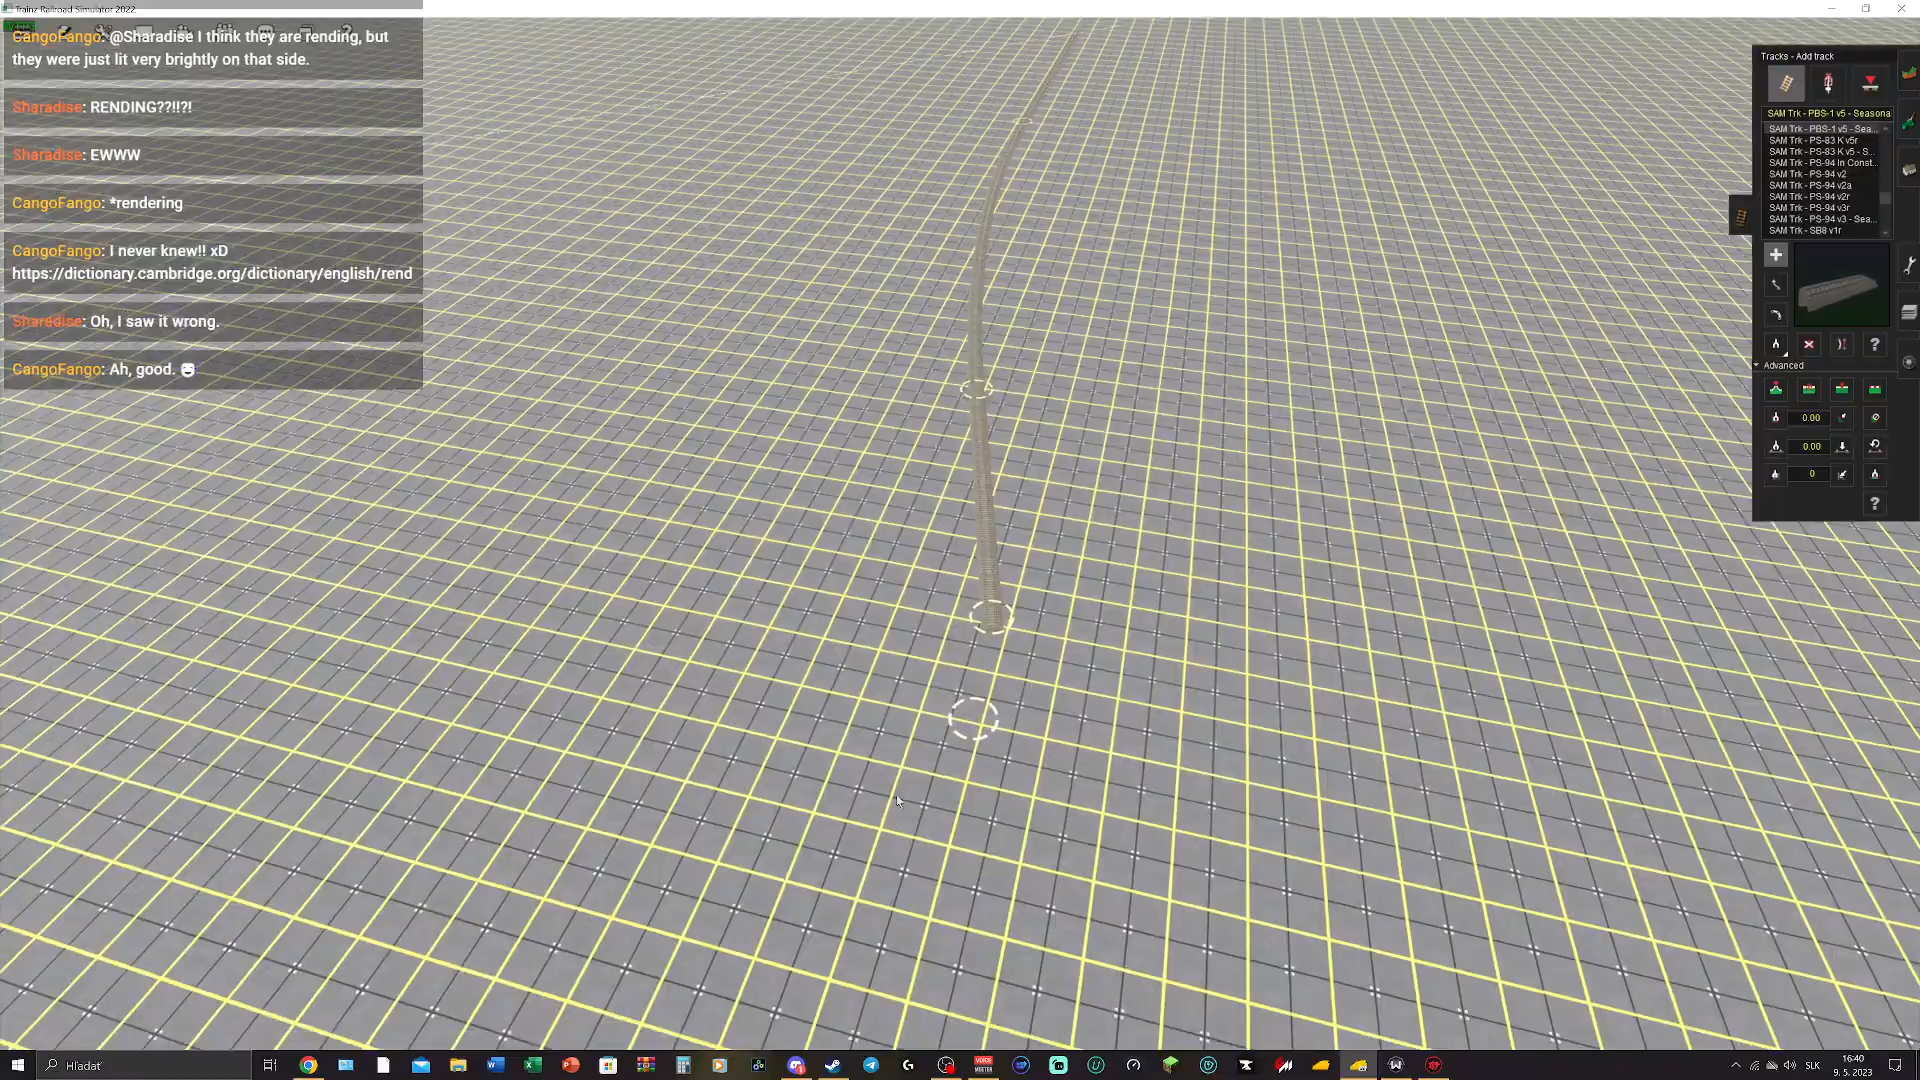 Trainz Railroad Simulator 2022
CangoFango: @Sharadise I think they are rending, but
they were just lit very brightly on that side.
Sharadise: RENDING??!!?!
Sharadise: EWWW
CangoFango: *rendering
CangoFango: I never knew!! xD
https://dictionary.cambridge.org/dictionary/english/rend
Sharadise: Oh, I saw it wrong.
CangoFango: Ah, good.
Tracks - Add track
SAM Trk - PBS-1 v5 - Seasona
SAM Trk - PBS-1 v5 - Sea...
SAM Trk - PS-83 K v5r
SAM Trk - PS-83 K v5 - S...
SAM Trk - PS-94 In Const...
SAM Trk - PS-94 v2
SAM Trk - PS-94 v2a
SAM Trk - PS-94 v2r
SAM Trk - PS-94 v3r
SAM Trk - PS-94 v3 - Sea...
SAM Trk - SB8 v1r
Advanced
0.00
0.00
0
Hľadať
VOICE
MEETER
SLK
16:40
9. 5. 2023